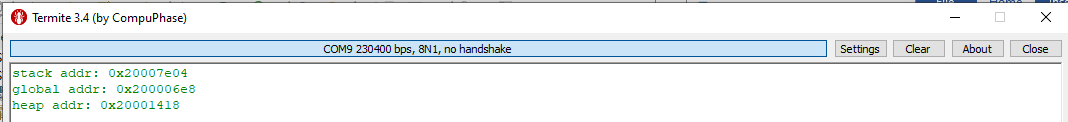 Termite 3.4 (by CompuPhase)
COM9 230400 bps, 8N1, no handshake
Settings
Clear
About
Close
stack addr: 0x20007e04
global addr: 0x200006e8
heap addr: 0x20001418